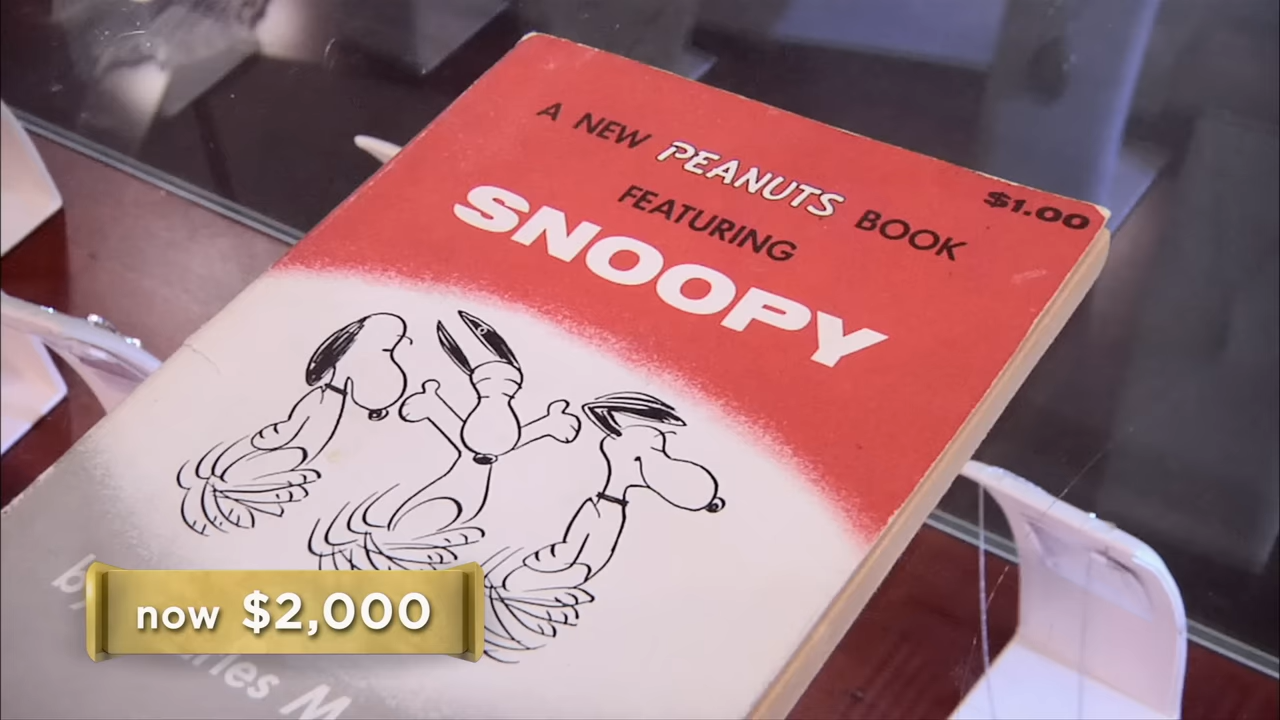 A NEW PEANUTS BOOK
$1.00
FEATURING
SNOOPY
now $2,000